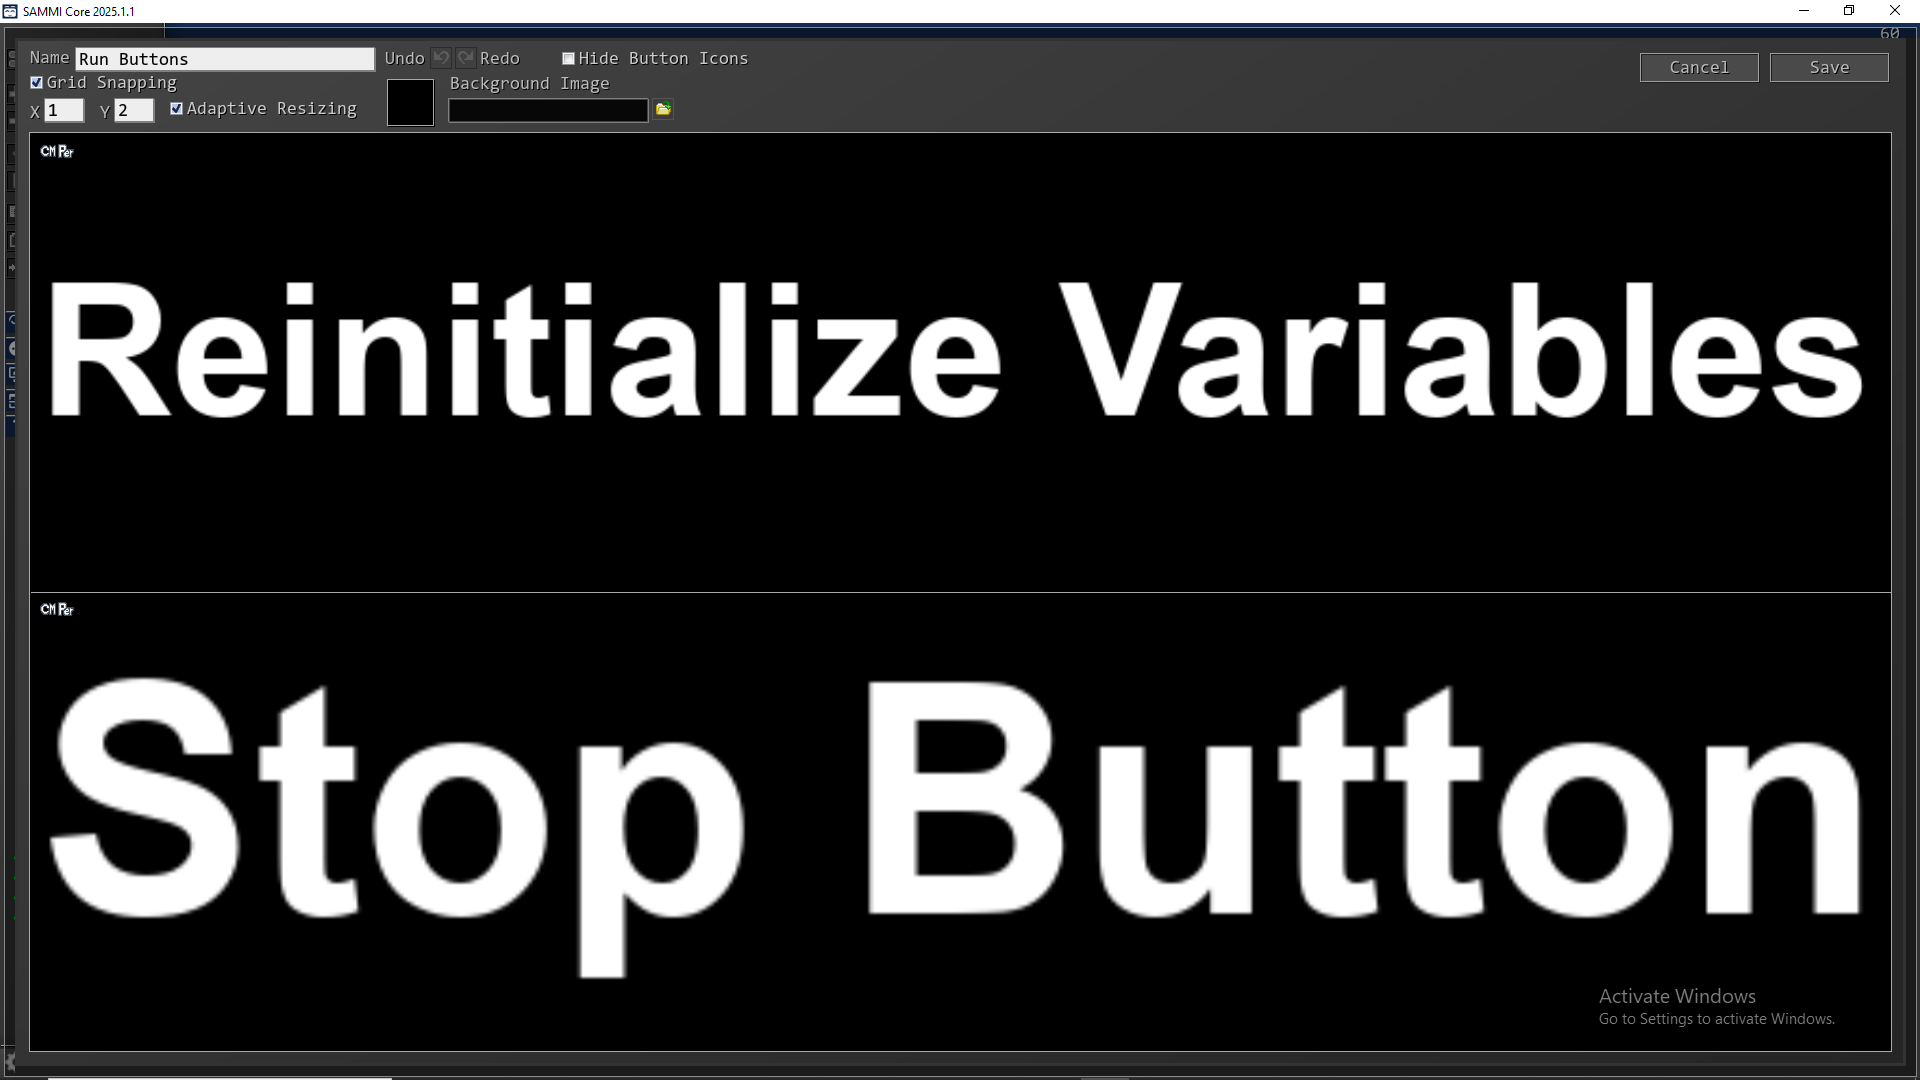 SAMMI Core 2025.1.1
60
Name Run Buttons Undo Redo Hide Button Icons
Cancel Save
Grid Snapping Background Image
X 1 Y 2 Adaptive Resizing
CM Per
Reinitialize Variables
CM Per
Stop Button
Activate Windows
Go to Settings to activate Windows.